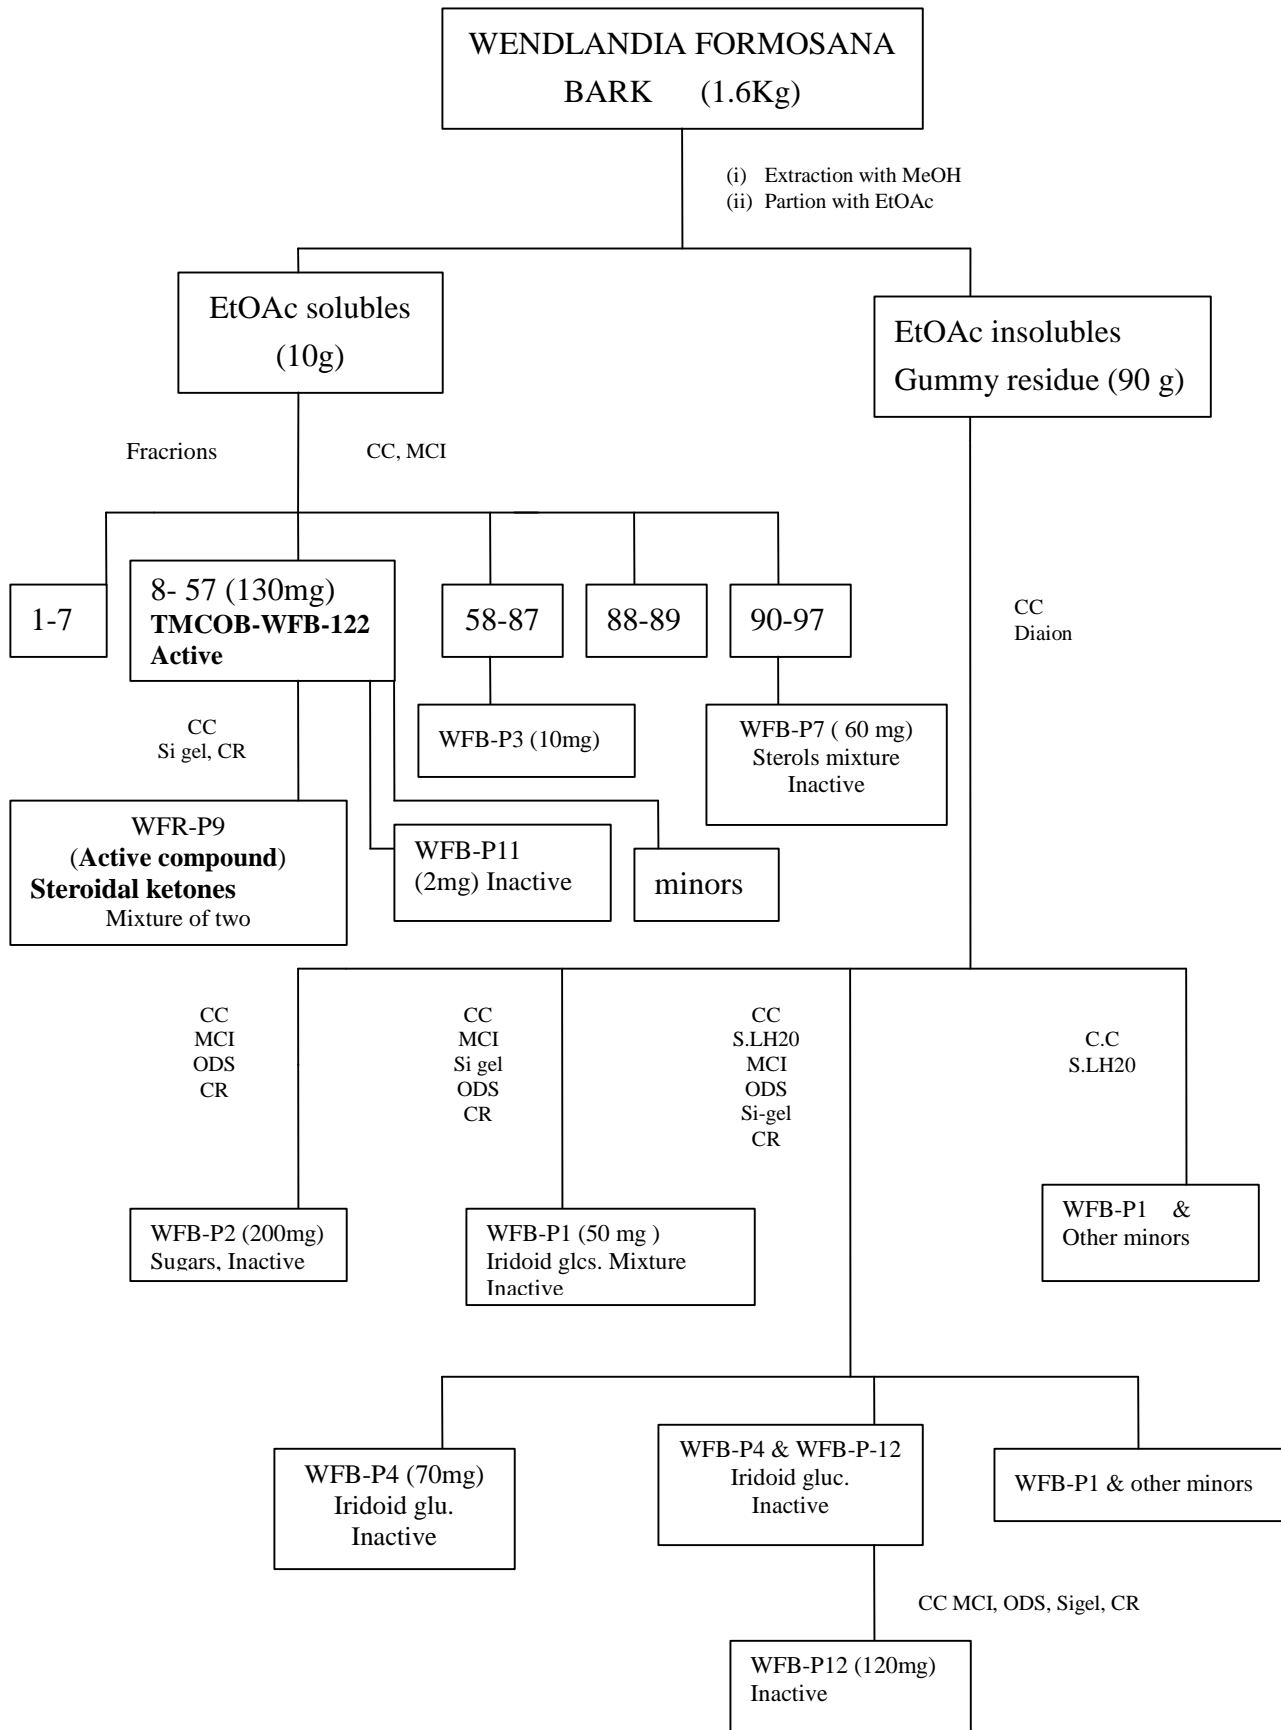 WENDLANDIA FORMOSANA
BARK (1.6Kg)
(i) Extraction with MeOH
(ii) Partion with EtOAc
EtOAc solubles
(10g)
EtOAc insolubles
Gummy residue (90 g)
Fracrions
CC, MCI
1-7
8- 57 (130mg)
TMCOB-WFB-122
Active
58-87
88-89
90-97
CC
Diaion
CC
Si gel, CR
WFB-P3 (10mg)
WFB-P7 ( 60 mg)
Sterols mixture
Inactive
WFR-P9
(Active compound)
Steroidal ketones
Mixture of two
WFB-P11
(2mg) Inactive
minors
CC
MCI
ODS
CR
CC
MCI
Si gel
ODS
CR
CC
S.LH20
MCI
ODS
Si-gel
CR
C.C
S.LH20
WFB-P2 (200mg)
Sugars, Inactive
WFB-P1 (50 mg )
Iridoid glcs. Mixture
Inactive
WFB-P1 &
Other minors
WFB-P4 (70mg)
Iridoid glu.
Inactive
WFB-P4 & WFB-P-12
Iridoid gluc.
Inactive
WFB-P1 & other minors
CC MCI, ODS, Sigel, CR
WFB-P12 (120mg)
Inactive